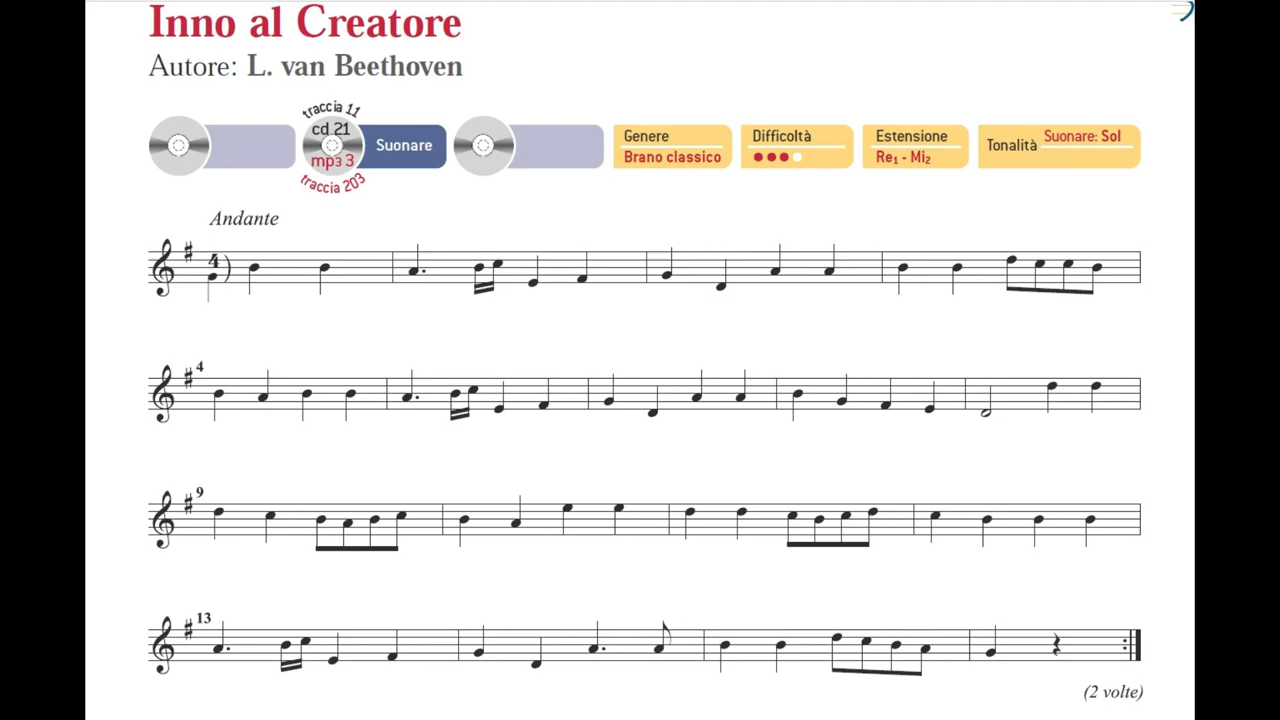 Inno al Creatore
Autore: L. van Beethoven
traccia 11
cd 21
mp3 3
traccia 203
Suonare
Genere
Brano classico
Difficoltà
Estensione
Re1 - Mi2
Tonalità
Suonare: Sol
Andante
4
)
4
9
13
(2 volte)